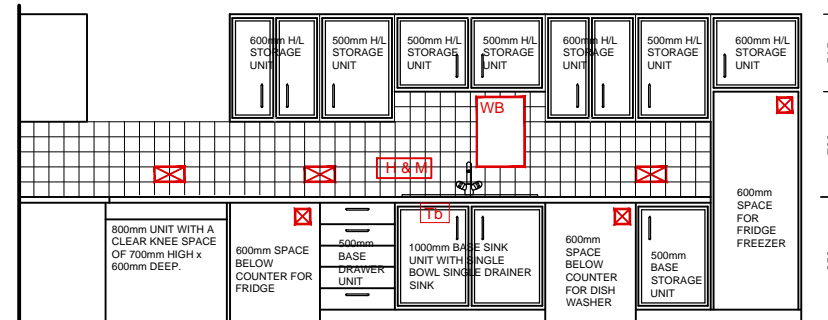 600mm H/L
STORAGE
UNIT
500mm H/L
STORAGE
UNIT
500mm H/L
STORAGE
UNIT
500mm H/L
STORAGE
UNIT
600mm H/L
STORAGE
UNIT
500mm H/L
STORAGE
UNIT
600mm H/L
STORAGE
UNIT
WB
H & M
Tb
800mm UNIT WITH A
CLEAR KNEE SPACE
OF 700mm HIGH x
600mm DEEP.
600mm SPACE
BELOW
COUNTER FOR
FRIDGE
500mm
BASE
DRAWER
UNIT
1000mm BASE SINK
UNIT WITH SINGLE
BOWL SINGLE DRAINER
SINK
600mm
SPACE
BELOW
COUNTER
FOR DISH
WASHER
500mm
BASE
STORAGE
UNIT
600mm
SPACE
FOR
FRIDGE
FREEZER